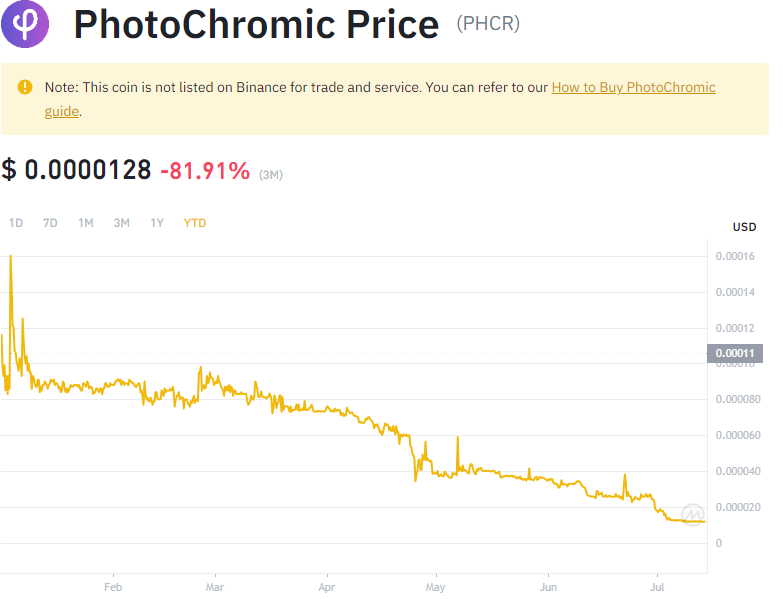 PhotoChromic Price (PHCR)
Note: This coin is not listed on Binance for trade and service. You can refer to our How to Buy PhotoChromic
guide.
$ 0.0000128 -81.91% (3M)
1D 7D 1M 3M 1Y YTD
USD
0.00016
0.00014
0.00012
0.00011
0.00010
0.000080
0.000060
0.000040
0.000020
0
Feb Mar Apr May Jun Jul